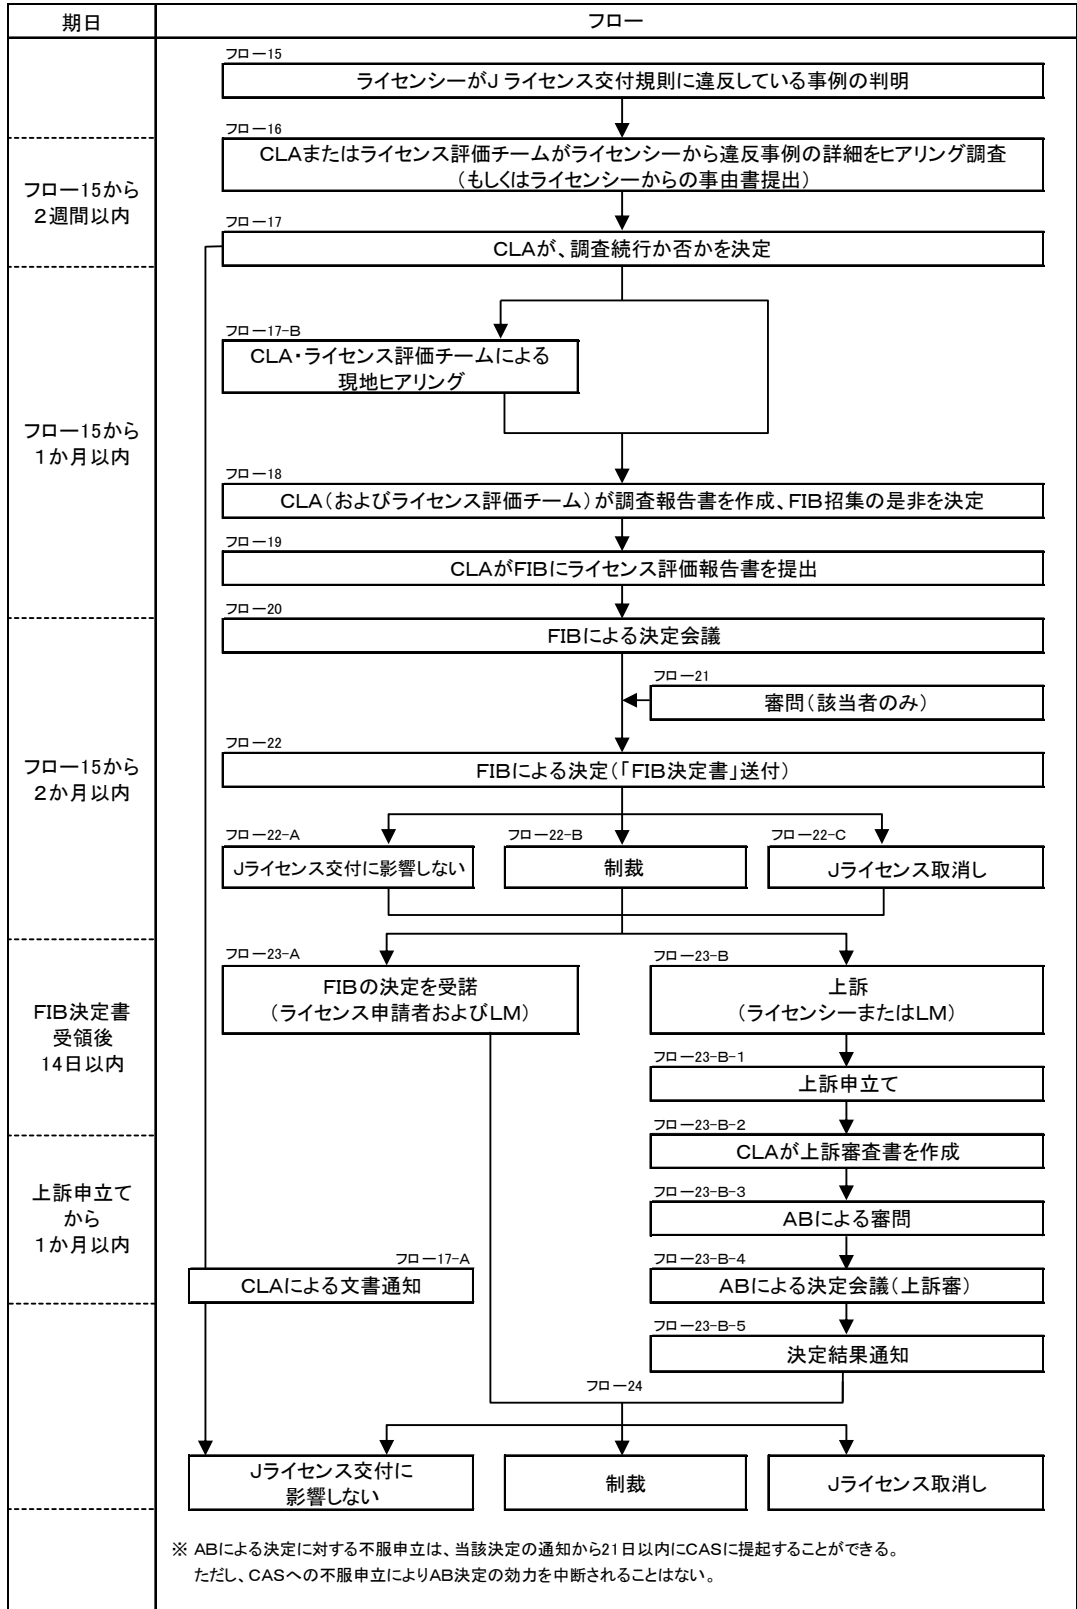 期日
フロー
フロー15
ライセンシーがJ ライセンス交付規則に違反している事例の判明
フロー15から
2週間以内
フロー16
CLAまたはライセンス評価チームがライセンシーから違反事例の詳細をヒアリング調査
(もしくはライセンシーからの事由書提出)
フロー17
CLAが、調査続行か否かを決定
フロー15から
1か月以内
フロー17-B
CLA・ライセンス評価チームによる
現地ヒアリング
フロー18
CLA(およびライセンス評価チーム)が調査報告書を作成、FIB招集の是非を決定
フロー19
CLAがFIBにライセンス評価報告書を提出
フロー15から
2か月以内
フロー20
FIBによる決定会議
フロー21
審問(該当者のみ)
フロー22
FIBによる決定(「FIB決定書」送付)
フロー22-A
フロー22-B
フロー22-C
Jライセンス交付に影響しない
制裁
Jライセンス取消し
FIB決定書
受領後
14日以内
フロー23-A
FIBの決定を受諾
(ライセンス申請者およびLM)
フロー23-B
上訴
(ライセンシーまたはLM)
フロー23-B-1
上訴申立て
上訴申立て
から
1か月以内
フロー23-B-2
CLAが上訴審査書を作成
フロー23-B-3
ABによる審問
フロー17-A
CLAによる文書通知
フロー23-B-4
ABによる決定会議(上訴審)
フロー23-B-5
決定結果通知
フロー24
Jライセンス交付に
影響しない
制裁
Jライセンス取消し
※ ABによる決定に対する不服申立は、当該決定の通知から21日以内にCASに提起することができる。
ただし、CASへの不服申立によりAB決定の効力を中断されることはない。